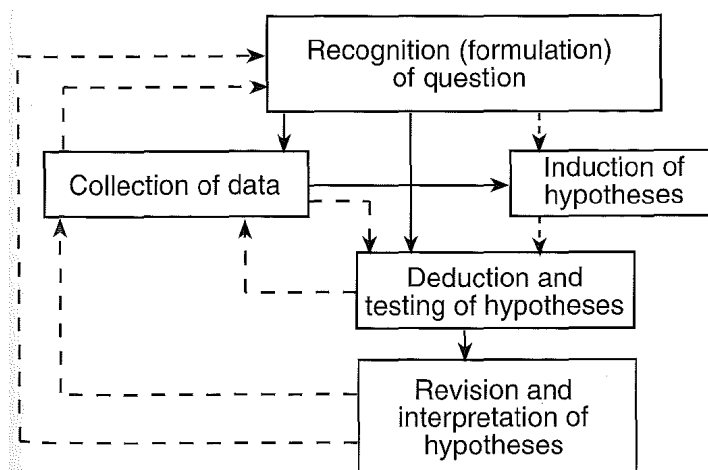 Recognition (formulation)
of question
Collection of data
Induction of
hypotheses
Deduction and
testing of hypotheses
Revision and
interpretation of
hypotheses